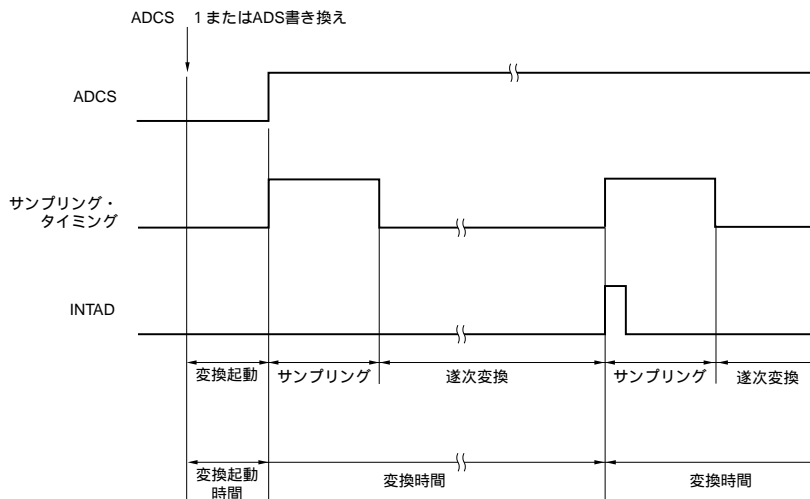 ADCS 1またはADS書き換え
ADCS
サンプリング・
タイミング
INTAD
変換起動 サンプリング 逐次変換 サンプリング 逐次変換
変換起動
時間
変換時間 変換時間